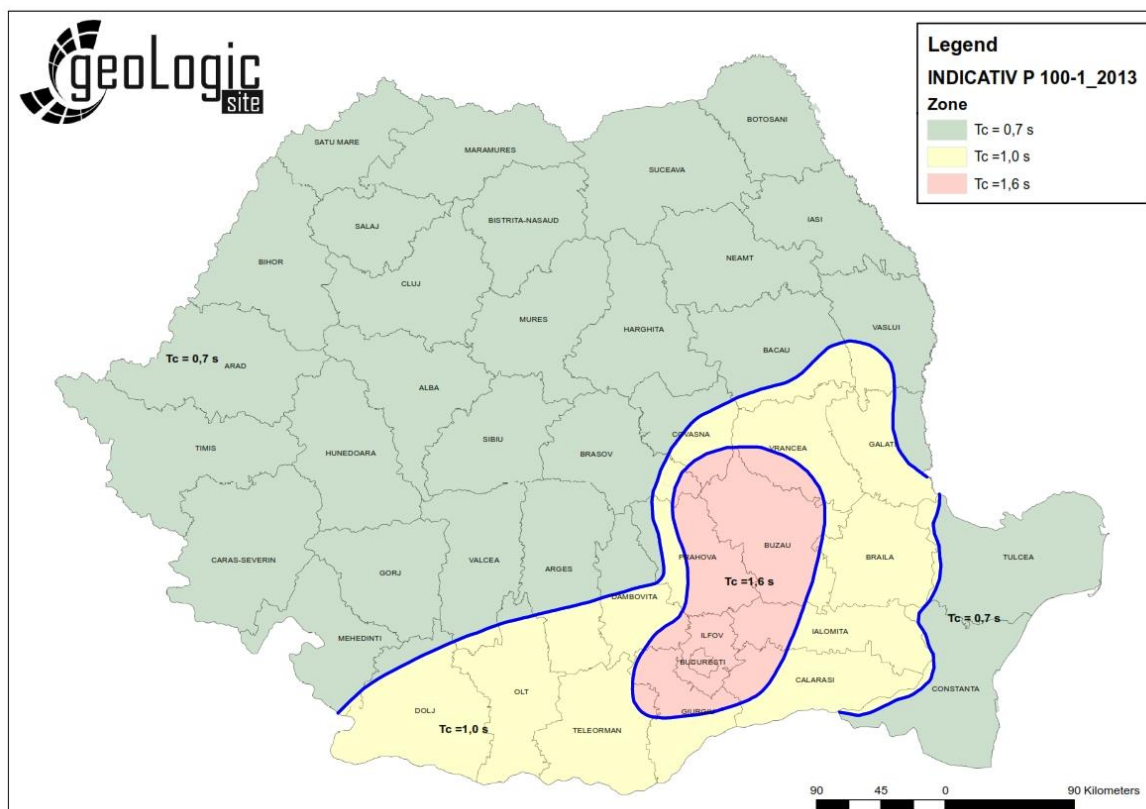 geoLogic
site
Legend
INDICATIV P 100-1_2013
Zone
Tc = 0,7 s
Tc =1,0 s
Tc =1,6 s
BOTOSANI
SATU MARE
MARAMURES
SUCEAVA
IASI
SALAJ
BISTRITA-NASAUD
BIHOR
NEAMT
CLUJ
MURES
HARGHITA
VASLUI
BACAU
Tc = 0,7 s
ARAD
ALBA
COVASNA
SIBIU
GALATI
TIMIS
HUNEDOARA
BRASOV
VRANCEA
BUZAU
CARAS-SEVERIN
VALCEA
ARGES
PRAHOVA
BRAILA
TULCEA
GORJ
Tc =1,6 s
DAMBOVITA
Tc = 0,7 s
MEHEDINTI
ILFOV
IALOMITA
BUCURESTI
CALARASI
OLT
CONSTANTA
DOLJ
GIURGIU
Tc =1,0 s
TELEORMAN
90 45 0 90 Kilometers